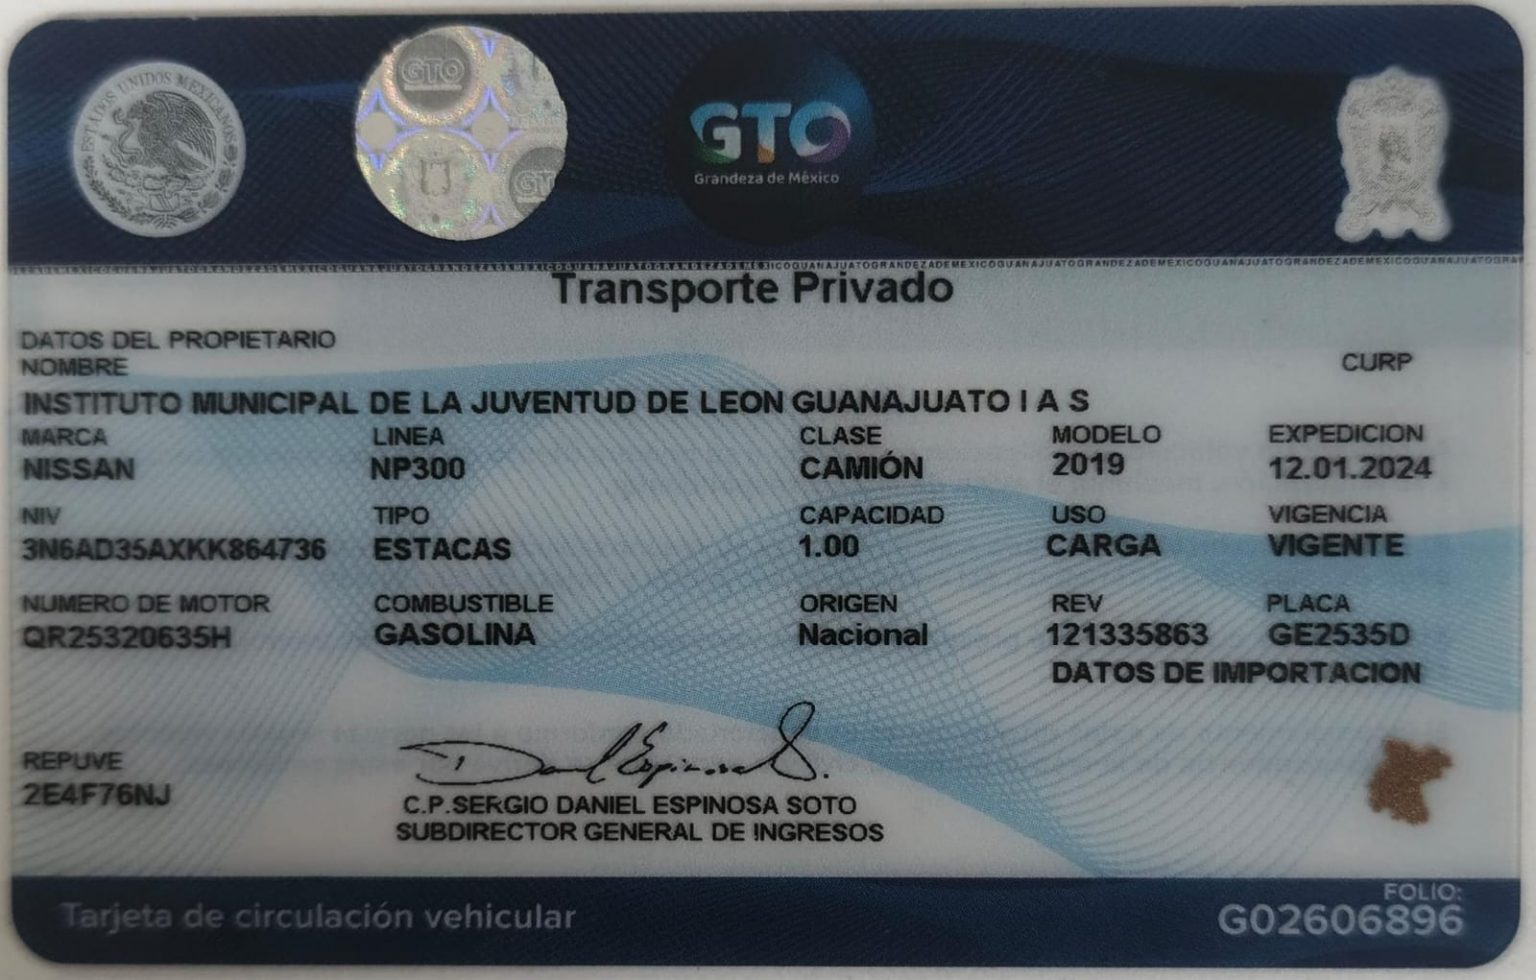 ESTADOS UNIDOS MEXICANOS
GTO
GTO
GTO
Grandeza de México
Transporte Privado
DATOS DEL PROPIETARIO
NOMBRE CURP
INSTITUTO MUNICIPAL DE LA JUVENTUD DE LEON GUANAJUATO I A S
MARCA LINEA CLASE MODELO EXPEDICION
NISSAN NP300 CAMIÓN 2019 12.01.2024
NIV TIPO CAPACIDAD USO VIGENCIA
3N6AD35AXKK864736 ESTACAS 1.00 CARGA VIGENTE
NUMERO DE MOTOR COMBUSTIBLE ORIGEN REV PLACA
QR25320635H GASOLINA Nacional 121335863 GE2535D
DATOS DE IMPORTACION
REPUVE
2E4F76NJ
C.P.SERGIO DANIEL ESPINOSA SOTO
SUBDIRECTOR GENERAL DE INGRESOS
Tarjeta de circulación vehicular
FOLIO:
G02606896